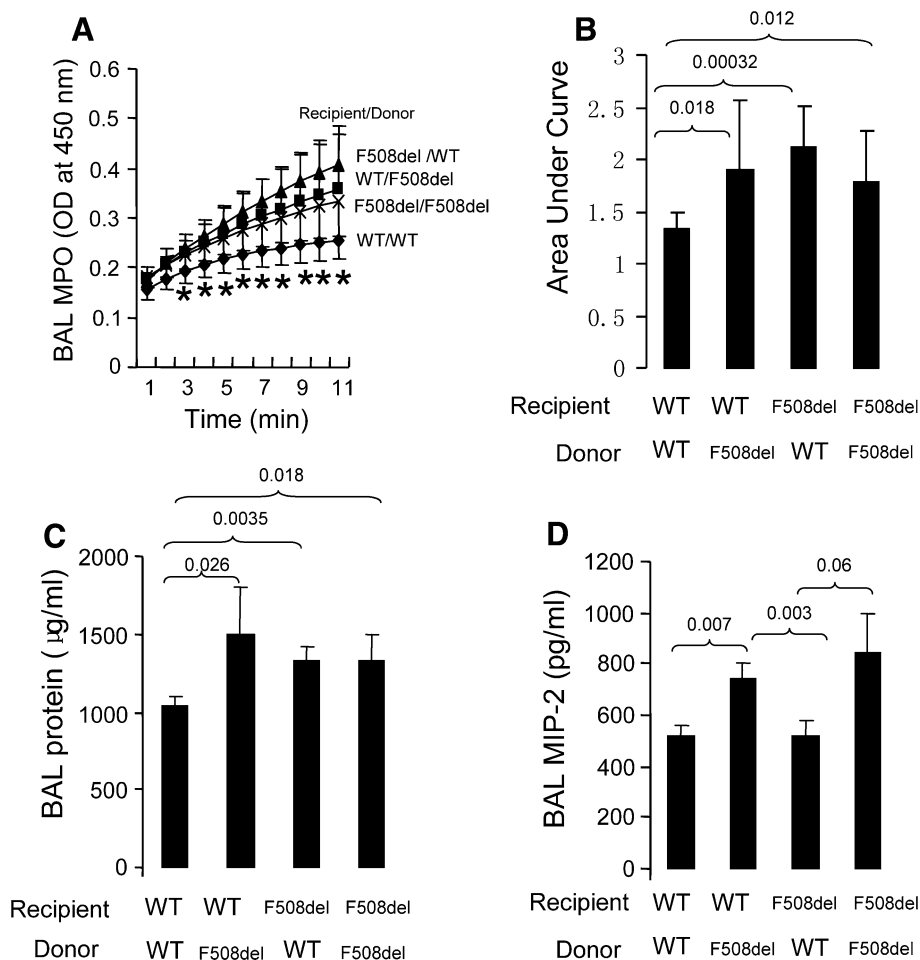 A
0.6
0.5
0.4
0.3
0.2
0.1
0
BAL MPO (OD at 450 nm)
Recipient/Donor
F508del /WT
WT/F508del
F508del/F508del
WT/WT
* * * * * * * * *
1 3 5 7 9 11
Time (min)
B
0.012
0.00032
0.018
3
2.5
2
1.5
1
0.5
0
Area Under Curve
Recipient WT WT F508del F508del
Donor WT F508del WT F508del
C
0.018
0.0035
0.026
2000
1500
1000
500
0
BAL protein ( µg/ml)
Recipient WT WT F508del F508del
Donor WT F508del WT F508del
D
0.06
0.003
0.007
1200
1000
800
600
400
200
0
BAL MIP-2 (pg/ml)
Recipient WT WT F508del F508del
Donor WT F508del WT F508del